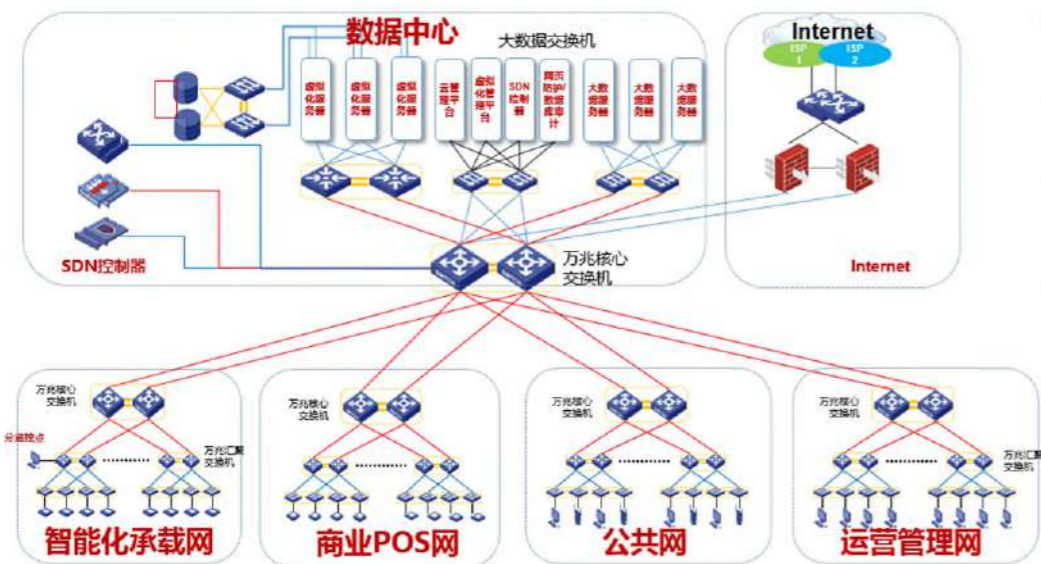 数据中心
大数据交换机
虚拟化服务器
虚拟化服务器
虚拟化服务器
云管理平台
虚拟化管理平台
SDN控制器
网页防护/数据库审计
大数据服务器
大数据服务器
大数据服务器
SDN控制器
万兆核心
交换机
Internet
ISP
1
ISP
2
Internet
万兆核心
交换机
分监控点
万兆汇聚
交换机
智能化承载网
万兆核心
交换机
商业POS网
万兆核心
交换机
公共网
万兆核心
交换机
万兆汇聚
交换机
运营管理网